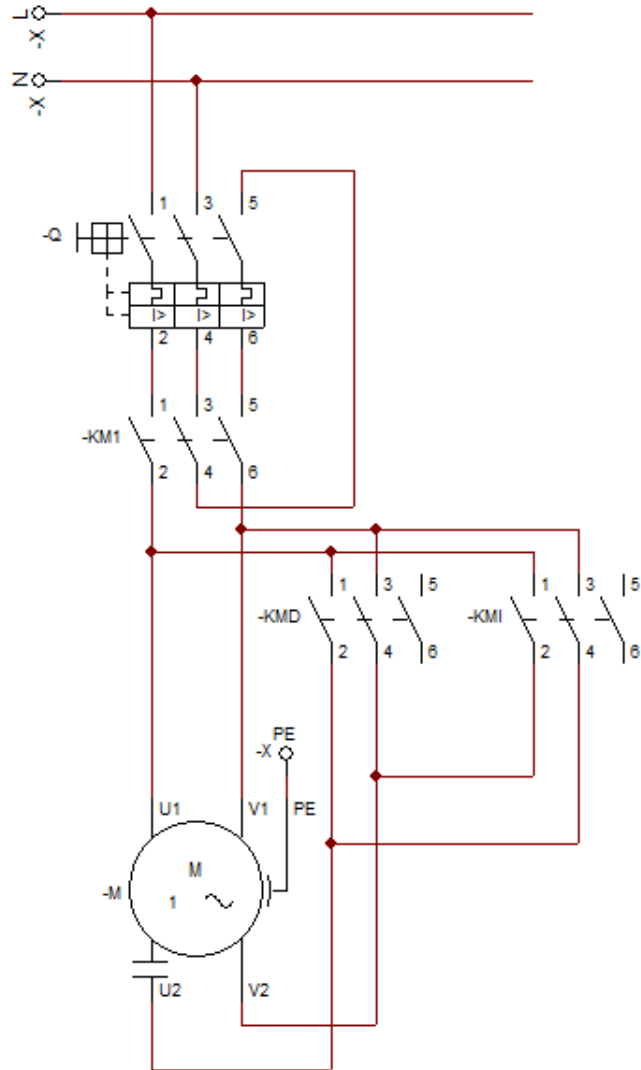 L
-X
N
-X
1 3 5
-Q
I> I> I>
2 4 6
1 3 5
-KM1
2 4 6
1 3 5 1 3 5
-KMD -KMI
2 4 6 2 4 6
PE
-X
U1 V1 PE
M
-M
1
U2 V2